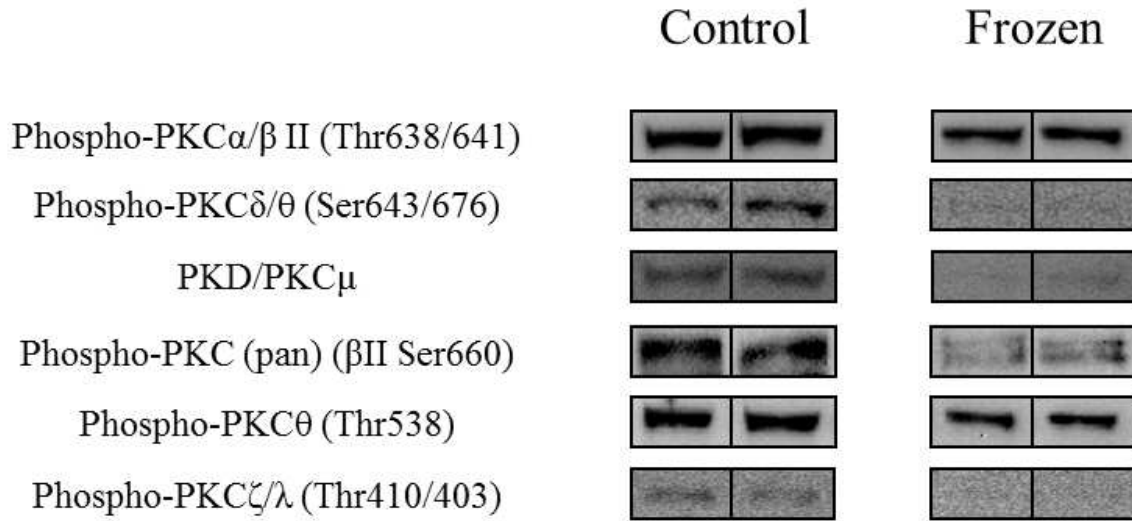 Control Frozen
Phospho-PKCα/β II (Thr638/641)
Phospho-PKCδ/θ (Ser643/676)
PKD/PKCμ
Phospho-PKC (pan) (βII Ser660)
Phospho-PKCθ (Thr538)
Phospho-PKCζ/λ (Thr410/403)